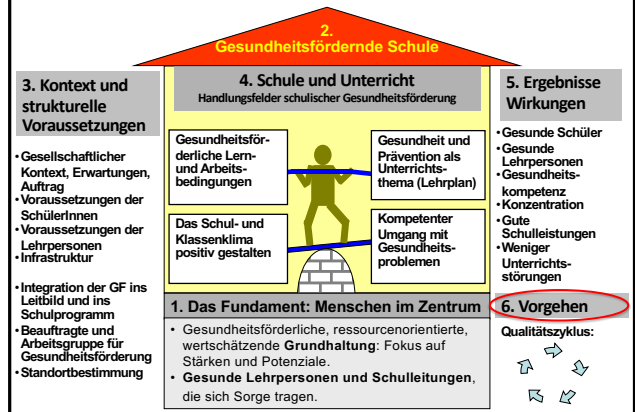 2.
Gesundheitsfördernde Schule
3. Kontext und
strukturelle
Voraussetzungen
•Gesellschaftlicher
Kontext, Erwartungen,
Auftrag
•Voraussetzungen der
SchülerInnen
•Voraussetzungen der
Lehrpersonen
•Infrastruktur
•Integration der GF ins
Leitbild und ins
Schulprogramm
•Beauftragte und
Arbeitsgruppe für
Gesundheitsförderung
•Standortbestimmung
4. Schule und Unterricht
Handlungsfelder schulischer Gesundheitsförderung
Gesundheitsför-
derliche Lern-
und Arbeits-
bedingungen
Gesundheit und
Prävention als
Unterrichts-
thema (Lehrplan)
Das Schul- und
Klassenklima
positiv gestalten
Kompetenter
Umgang mit
Gesundheits-
problemen
1. Das Fundament: Menschen im Zentrum
• Gesundheitsförderliche, ressourcenorientierte,
wertschätzende Grundhaltung: Fokus auf
Stärken und Potenziale.
• Gesunde Lehrpersonen und Schulleitungen,
die sich Sorge tragen.
5. Ergebnisse
Wirkungen
•Gesunde Schüler
•Gesunde
Lehrpersonen
•Gesundheits-
kompetenz
•Konzentration
•Gute
Schulleistungen
•Weniger
Unterrichts-
störungen
6. Vorgehen
Qualitätszyklus: